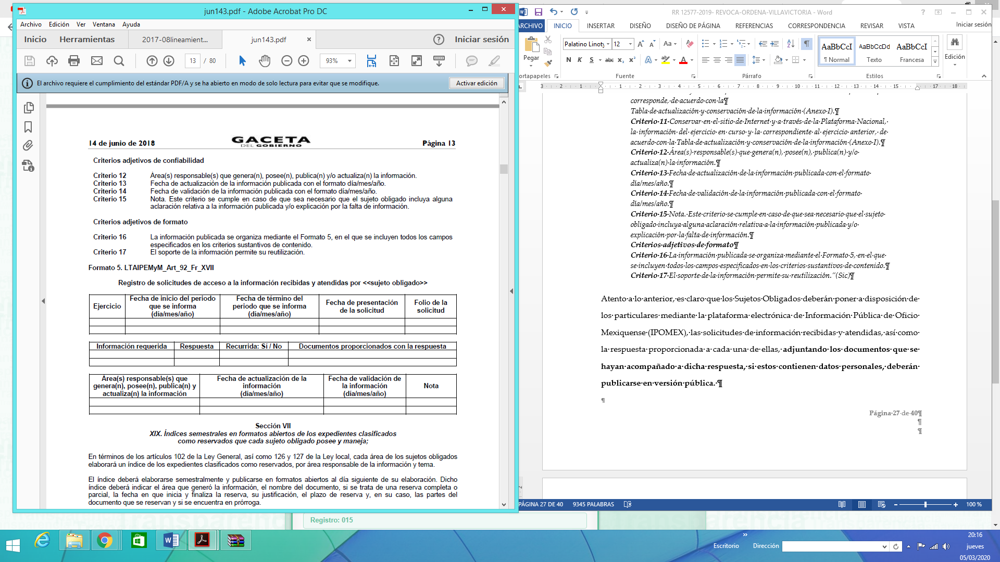 jun143.pdf - Adobe Acrobat Pro DC
Archivo Edición Ver Ventana Ayuda
Inicio Herramientas 2017-08lineamient... jun143.pdf × Iniciar sesión
13 / 80 93%
El archivo requiere el cumplimiento del estándar PDF/A y se ha abierto en modo de solo lectura para evitar que se modifique. Activar edición
14 de junio de 2018 GACETA DEL GOBIERNO Página 13
Criterios adjetivos de confiabilidad
Criterio 12 Área(s) responsable(s) que genera(n), posee(n), publica(n) y/o actualiza(n) la información.
Criterio 13 Fecha de actualización de la información publicada con el formato día/mes/año.
Criterio 14 Fecha de validación de la información publicada con el formato día/mes/año.
Criterio 15 Nota. Este criterio se cumple en caso de que sea necesario que el sujeto obligado incluya alguna
aclaración relativa a la información publicada y/o explicación por la falta de información.
Criterios adjetivos de formato
Criterio 16 La información publicada se organiza mediante el Formato 5, en el que se incluyen todos los campos
especificados en los criterios sustantivos de contenido.
Criterio 17 El soporte de la información permite su reutilización.
Formato 5. LTAIPEMyM_Art_92_Fr_XVII
Registro de solicitudes de acceso a la información recibidas y atendidas por <<sujeto obligado>>
Ejercicio
Fecha de inicio del periodo
que se informa
(día/mes/año)
Fecha de término del
periodo que se informa
(día/mes/año)
Fecha de presentación
de la solicitud
Folio de la
solicitud
Información requerida Respuesta Recurrida: Sí / No Documentos proporcionados con la respuesta
Área(s) responsable(s) que
genera(n), posee(n), publica(n) y
actualiza(n) la información
Fecha de actualización de la
información
(día/mes/año)
Fecha de validación de
la información
(día/mes/año)
Nota
Sección VII
XIX. Índices semestrales en formatos abiertos de los expedientes clasificados
como reservados que cada sujeto obligado posee y maneja;
En términos de los artículos 102 de la Ley General, así como 126 y 127 de la Ley local, cada área de los sujetos obligados
elaborará un índice de los expedientes clasificados como reservados, por área responsable de la información y tema.
El índice deberá elaborarse semestralmente y publicarse en formatos abiertos al día siguiente de su elaboración. Dicho
índice deberá indicar el área que generó la información, el nombre del documento, si se trata de una reserva completa o
parcial, la fecha en que inicia y finaliza la reserva, su justificación, el plazo de reserva y, en su caso, las partes del
documento que se reservan y si se encuentra en prórroga.
RR 12577-2019- REVOCA-ORDENA-VILLAVICTORIA - Word
ARCHIVO INICIO INSERTAR DISEÑO DISEÑO DE PÁGINA REFERENCIAS CORRESPONDENCIA REVISAR VISTA Iniciar sesión
Pegar Palatino Linoty 12 Aa N K S abc x₂ x² A A
AaBbCcI AaBbCcDd AaBbCcI
¶ Normal Texto Francesa
Edición
ortapapeles Fuente Párrafo Estilos
3 2 1 1 2 3 4 5 6 7 8 9 10 11 12 13 14 15 17 18
corresponde, de acuerdo con la¶
Tabla de actualización y conservación de la información (Anexo I).¶
Criterio 11 Conservar en el sitio de Internet y a través de la Plataforma Nacional,
la información del ejercicio en curso y la correspondiente al ejercicio anterior, de
acuerdo con la Tabla de actualización y conservación de la información (Anexo I).¶
Criterio 12 Área(s) responsable(s) que genera(n), posee(n), publica(n) y/o
actualiza(n) la información.¶
Criterio 13 Fecha de actualización de la información publicada con el formato
día/mes/año.¶
Criterio 14 Fecha de validación de la información publicada con el formato
día/mes/año.¶
Criterio 15 Nota. Este criterio se cumple en caso de que sea necesario que el sujeto
obligado incluya alguna aclaración relativa a la información publicada y/o
explicación por la falta de información.¶
Criterios adjetivos de formato¶
Criterio 16 La información publicada se organiza mediante el Formato 5, en el que
se incluyen todos los campos especificados en los criterios sustantivos de contenido.¶
Criterio 17 El soporte de la información permite su reutilización."(Sic)¶
Atento a lo anterior, es claro que los Sujetos Obligados deberán poner a disposición de
los particulares mediante la plataforma electrónica de Información Pública de Oficio
Mexiquense (IPOMEX), las solicitudes de información recibidas y atendidas, así como
la respuesta proporcionada a cada una de ellas, adjuntando los documentos que se
hayan acompañado a dicha respuesta, si estos contienen datos personales, deberán
publicarse en versión pública. ¶
¶
Página 27 de 40¶
¶
¶
PÁGINA 27 DE 40 9345 PALABRAS 100 %
Registro: 015
Escritorio Dirección
20:16
jueves
05/03/2020